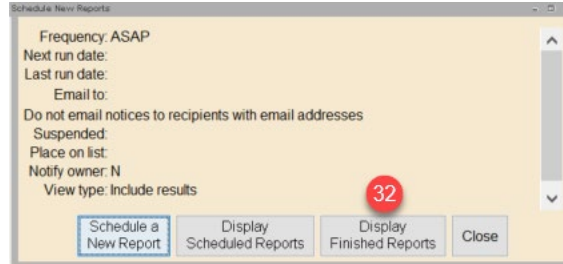 Schedule New Reports
Frequency: ASAP
Next run date:
Last run date:
Email to:
Do not email notices to recipients with email addresses
Suspended:
Place on list:
Notify owner: N
View type: Include results
32
Schedule a
New Report
Display
Scheduled Reports
Display
Finished Reports
Close